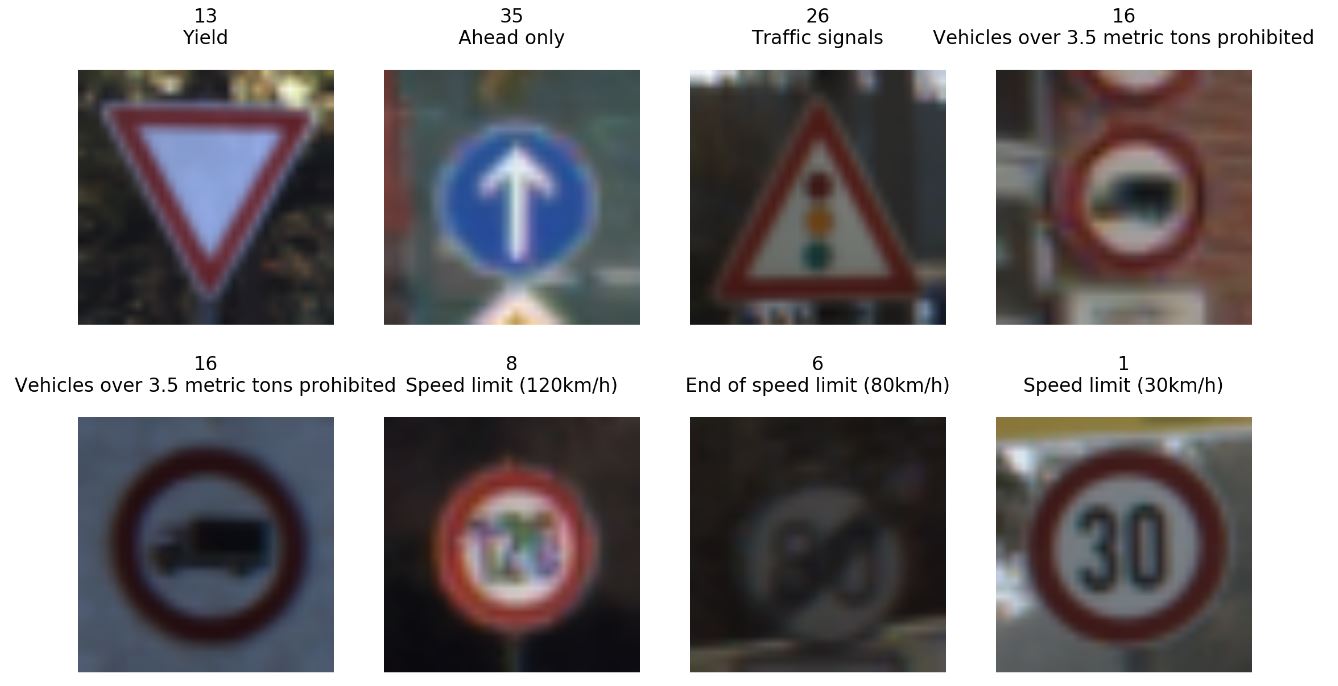 13
Yield
35
Ahead only
26
Traffic signals
16
Vehicles over 3.5 metric tons prohibited
16
Vehicles over 3.5 metric tons prohibited
8
Speed limit (120km/h)
120
6
End of speed limit (80km/h)
80
1
Speed limit (30km/h)
30